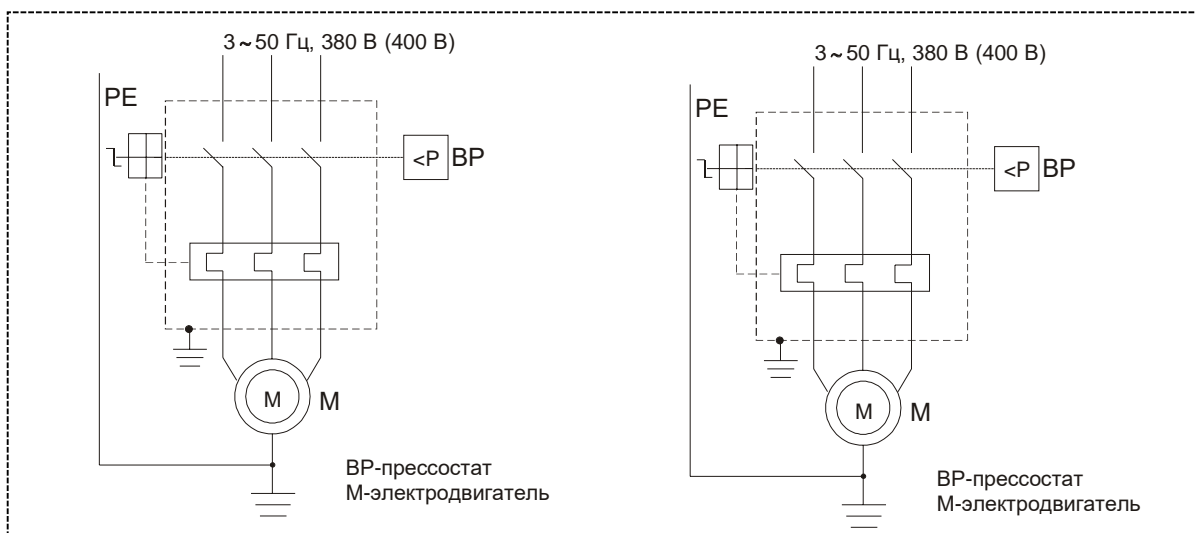 3~50 Гц, 380 В (400 В)
PE
<P BP
M M
BP-прессостат
М-электродвигатель
3~50 Гц, 380 В (400 В)
PE
<P BP
M M
BP-прессостат
М-электродвигатель